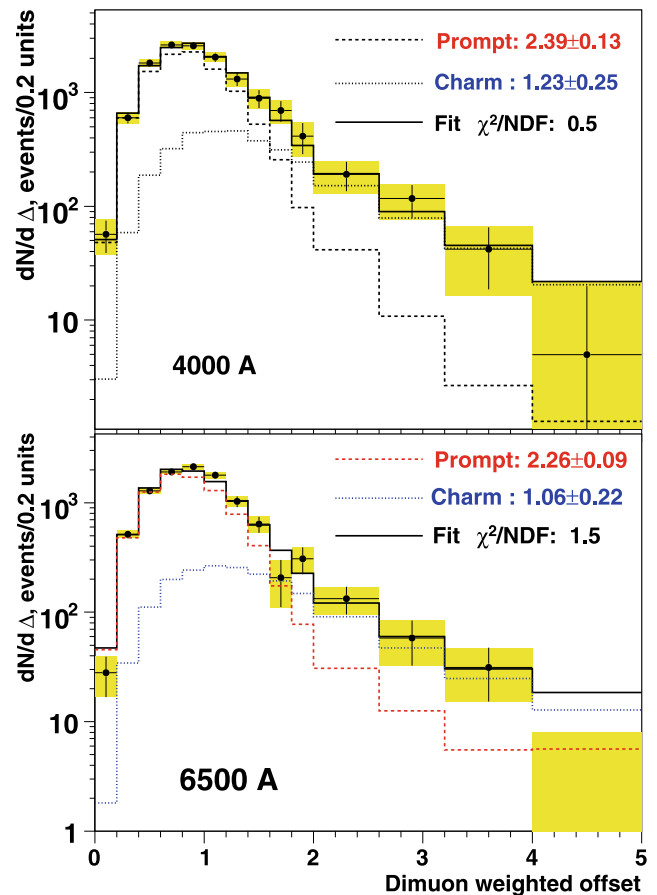 dN/d Δ, events/0.2 units
10³
10²
10
Prompt: 2.39±0.13
Charm : 1.23±0.25
Fit χ²/NDF: 0.5
4000 A
dN/d Δ, events/0.2 units
10³
10²
10
1
Prompt: 2.26±0.09
Charm : 1.06±0.22
Fit χ²/NDF: 1.5
6500 A
0 1 2 3 4 5
Dimuon weighted offset